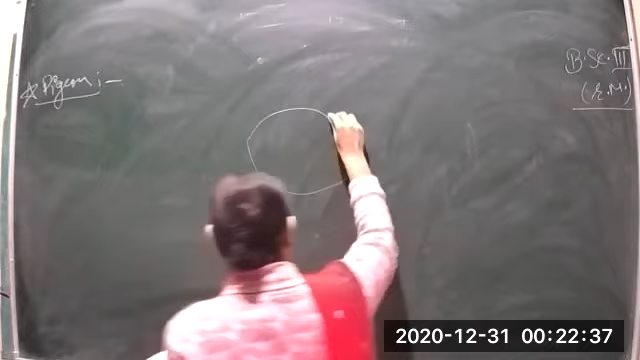 * Pigeon :-
B.Sc. III
(E.M.)
2020-12-31 00:22:37